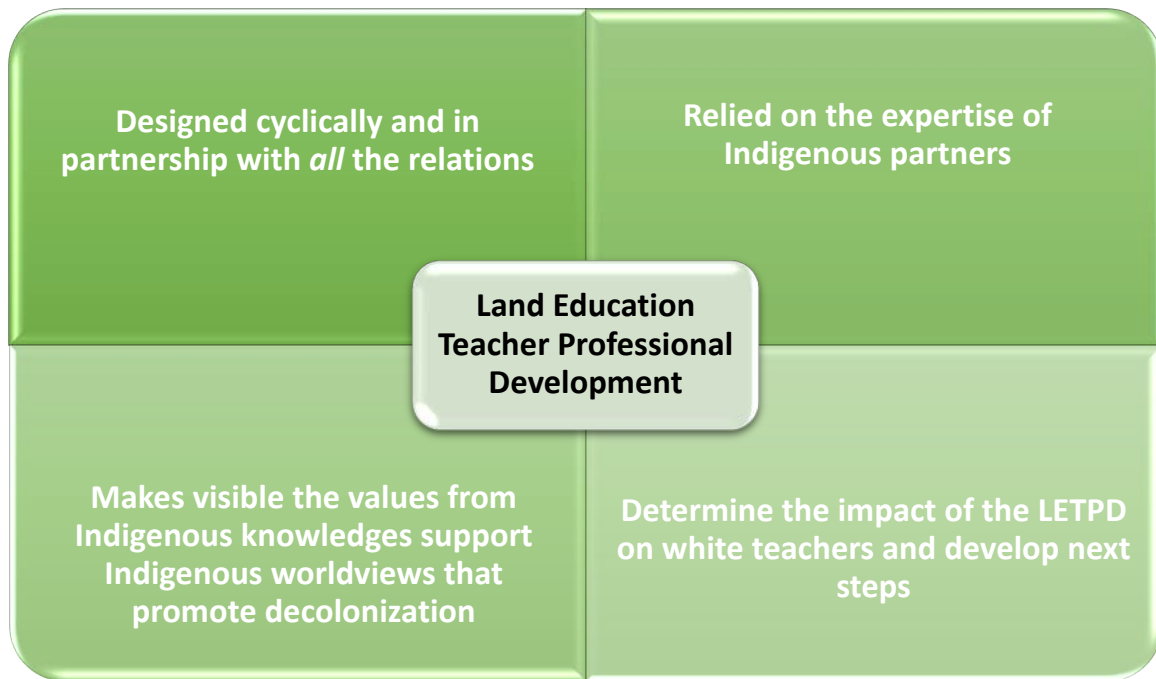 Designed cyclically and in
partnership with all the relations
Relied on the expertise of
Indigenous partners
Land Education
Teacher Professional
Development
Makes visible the values from
Indigenous knowledges support
Indigenous worldviews that
promote decolonization
Determine the impact of the LETPD
on white teachers and develop next
steps